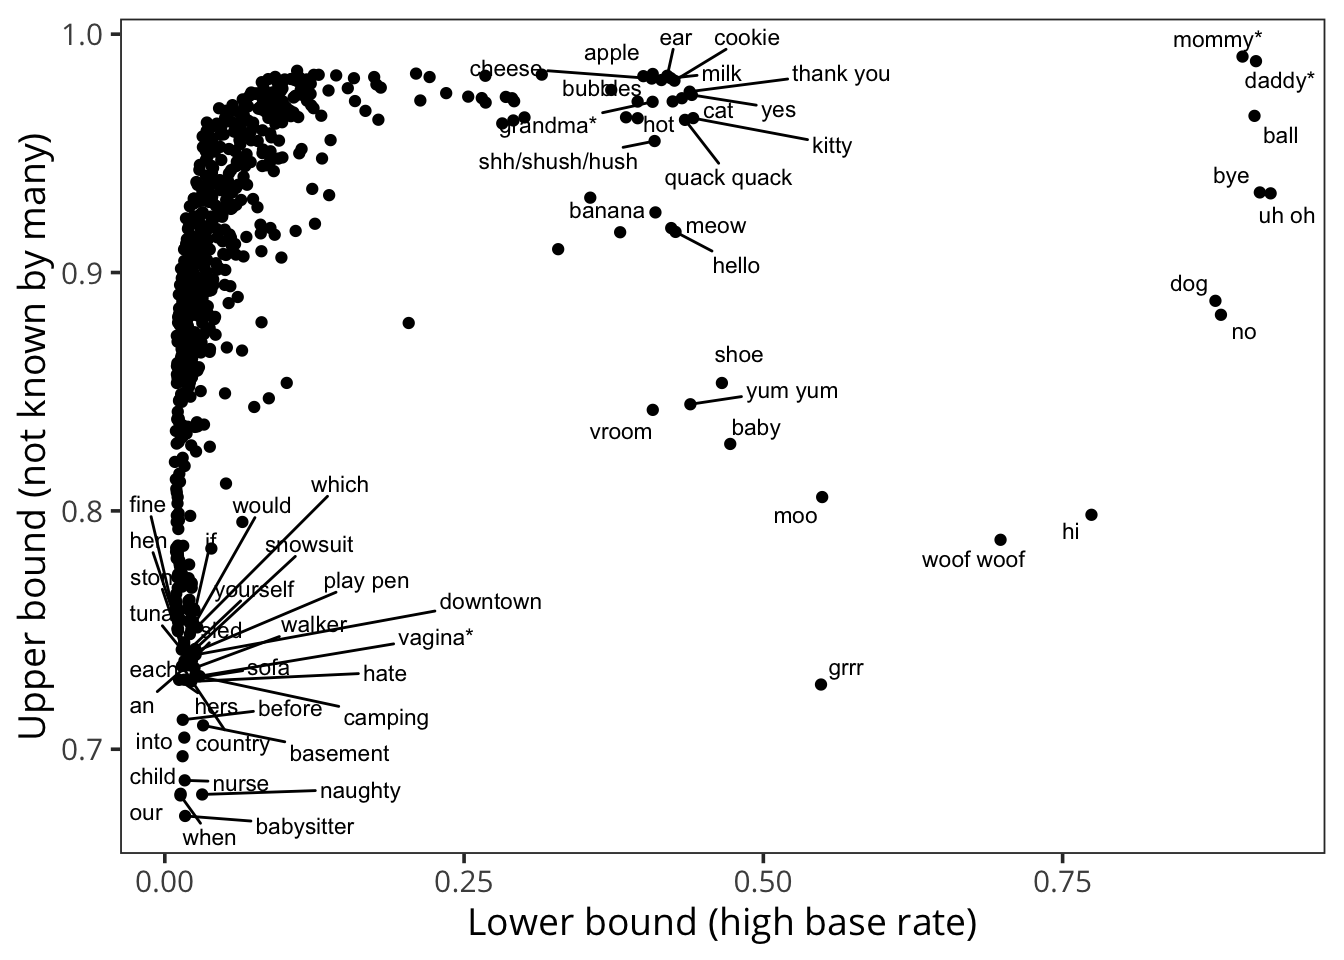 1.0
0.9
0.8
0.7
Upper bound (not known by many)
ear
cookie
mommy*
apple
cheese
milk
thank you
daddy*
bubbles
grandma*
hot
cat
yes
ball
shh/shush/hush
kitty
quack quack
bye
banana
uh oh
meow
hello
dog
no
shoe
yum yum
vroom
baby
which
fine
would
moo
hen
if
snowsuit
hi
woof woof
play pen
yourself
downtown
tuna
sled
walker
vagina*
each
sofa
hate
grrr
an
hers
before
camping
into
country
basement
child
nurse
naughty
our
when
babysitter
0.00
0.25
0.50
0.75
Lower bound (high base rate)